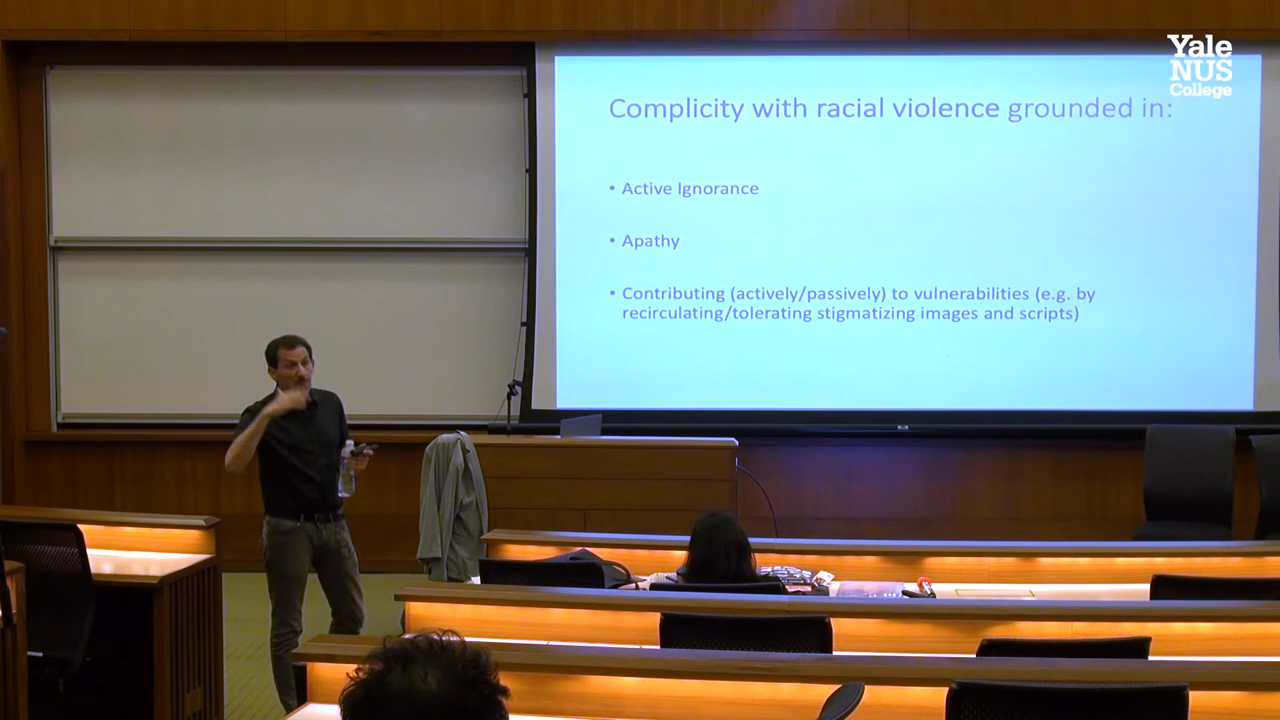 Yale
NUS
College
Complicity with racial violence grounded in:
• Active Ignorance
• Apathy
• Contributing (actively/passively) to vulnerabilities (e.g. by
recirculating/tolerating stigmatizing images and scripts)